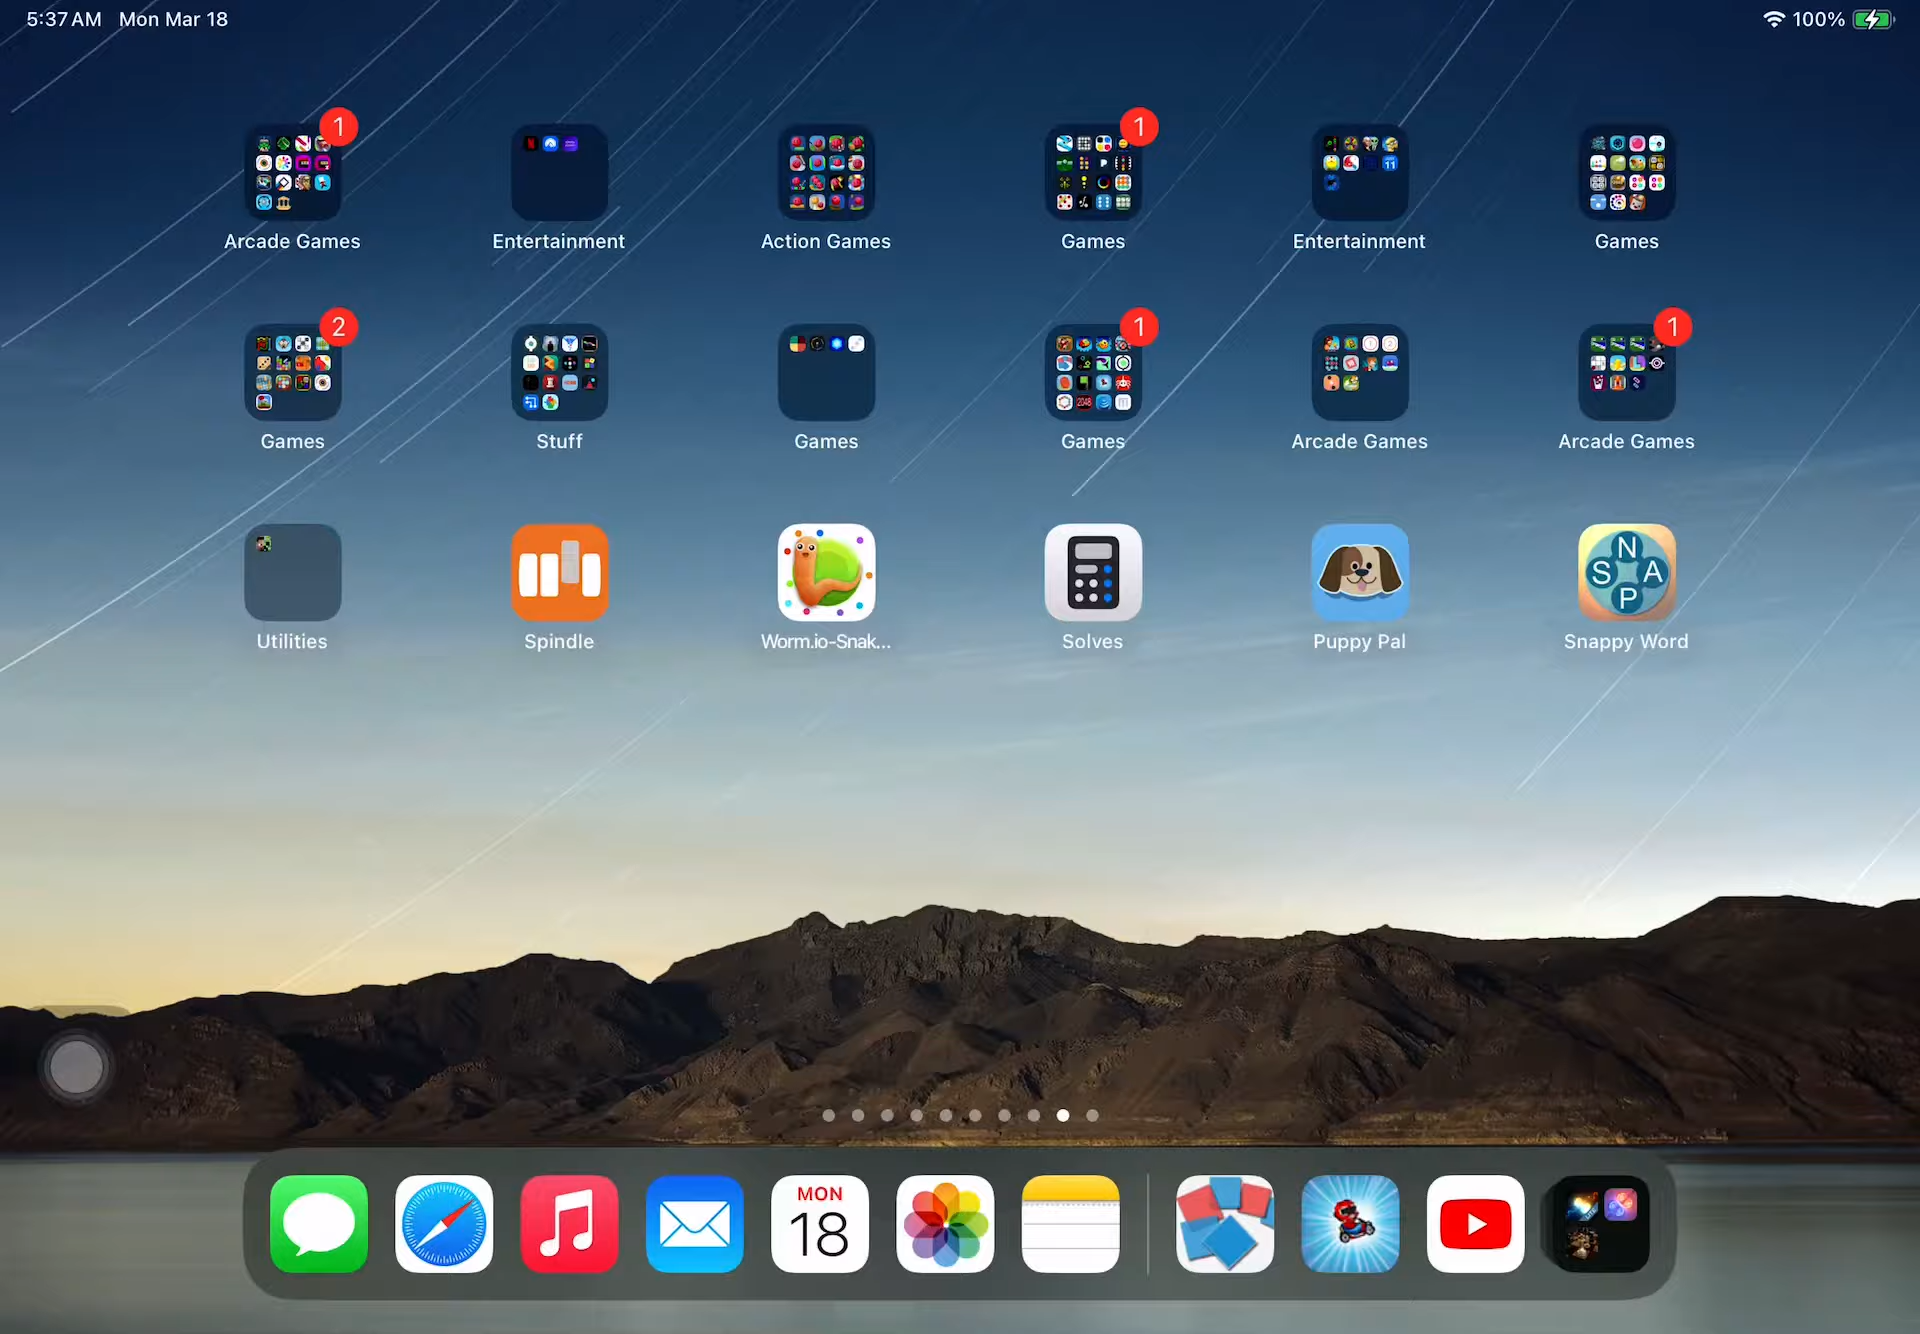 5:37 AM Mon Mar 18
100%
1
1
Arcade Games
Entertainment
Action Games
Games
Entertainment
11
Games
2
1
1
Games
Stuff
Games
2048
Games
Arcade Games
Arcade Games
Utilities
Spindle
Worm.io-Snak...
Solves
Puppy Pal
N
S A
P
Snappy Word
MON
18